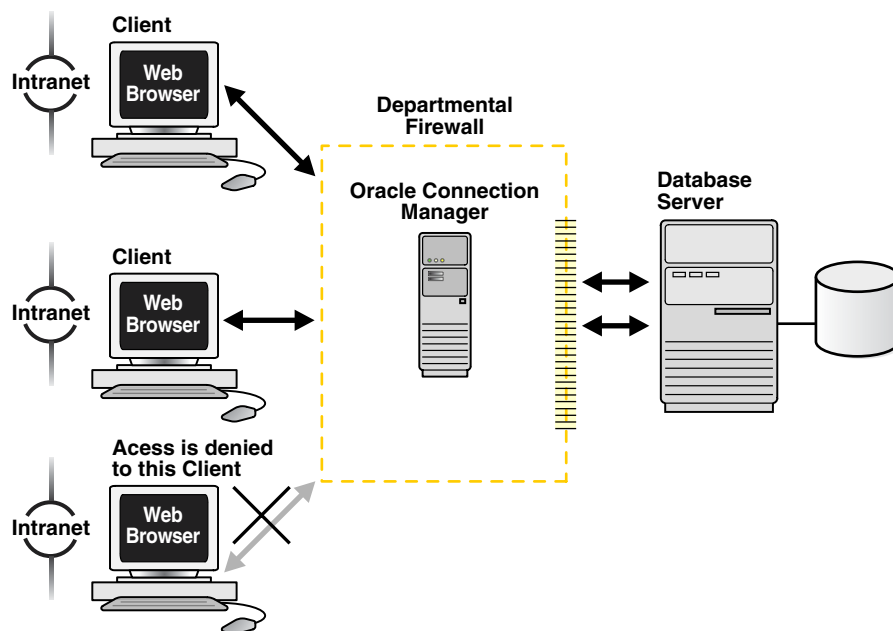 Client
Intranet
Web
Browser
Departmental
Firewall
Oracle Connection
Manager
Database
Server
Client
Intranet
Web
Browser
Acess is denied
to this Client
Intranet
Web
Browser